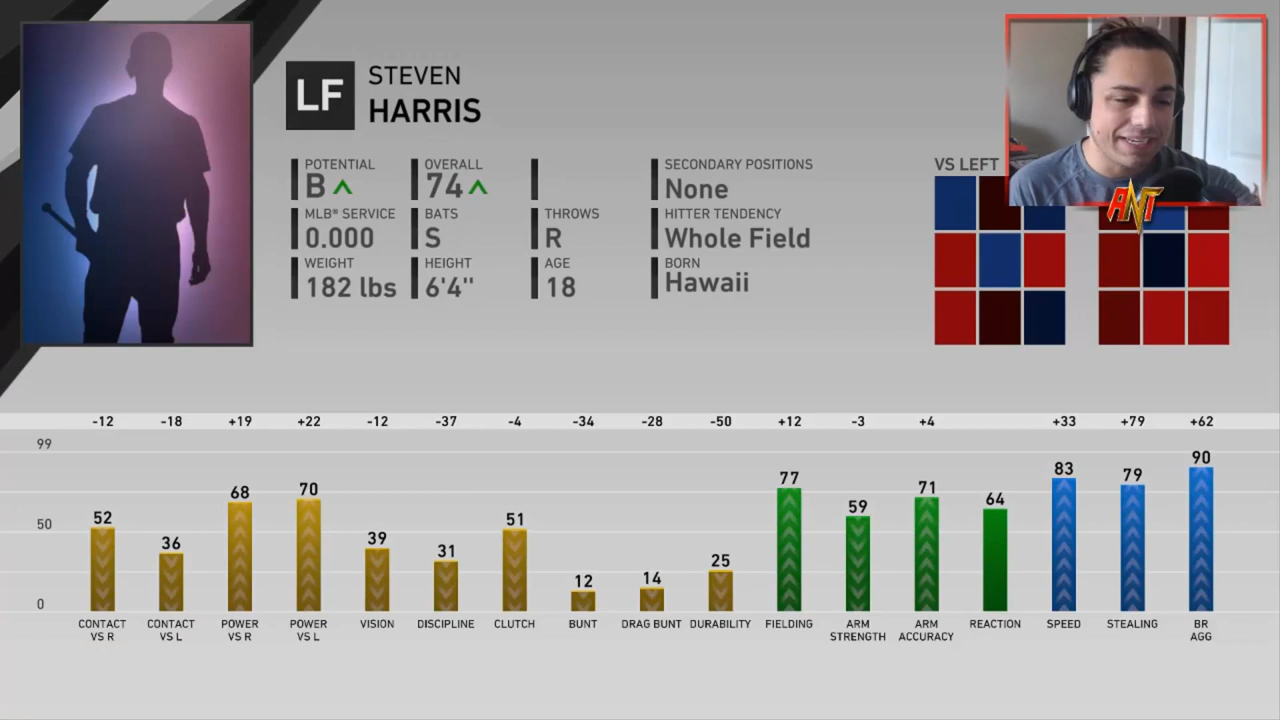 LF
STEVEN
HARRIS
POTENTIAL
B
OVERALL
74
SECONDARY POSITIONS
None
MLB® SERVICE
0.000
BATS
S
THROWS
R
HITTER TENDENCY
Whole Field
WEIGHT
182 lbs
HEIGHT
6'4"
AGE
18
BORN
Hawaii
VS LEFT
ANT
-12 -18 +19 +22 -12 -37 -4 -34 -28 -50 +12 -3 +4 +33 +79 +62
99
50
0
52 36 68 70 39 31 51 12 14 25 77 59 71 64 83 79 90
CONTACT VS R
CONTACT VS L
POWER VS R
POWER VS L
VISION
DISCIPLINE
CLUTCH
BUNT
DRAG BUNT
DURABILITY
FIELDING
ARM STRENGTH
ARM ACCURACY
REACTION
SPEED
STEALING
BR AGG